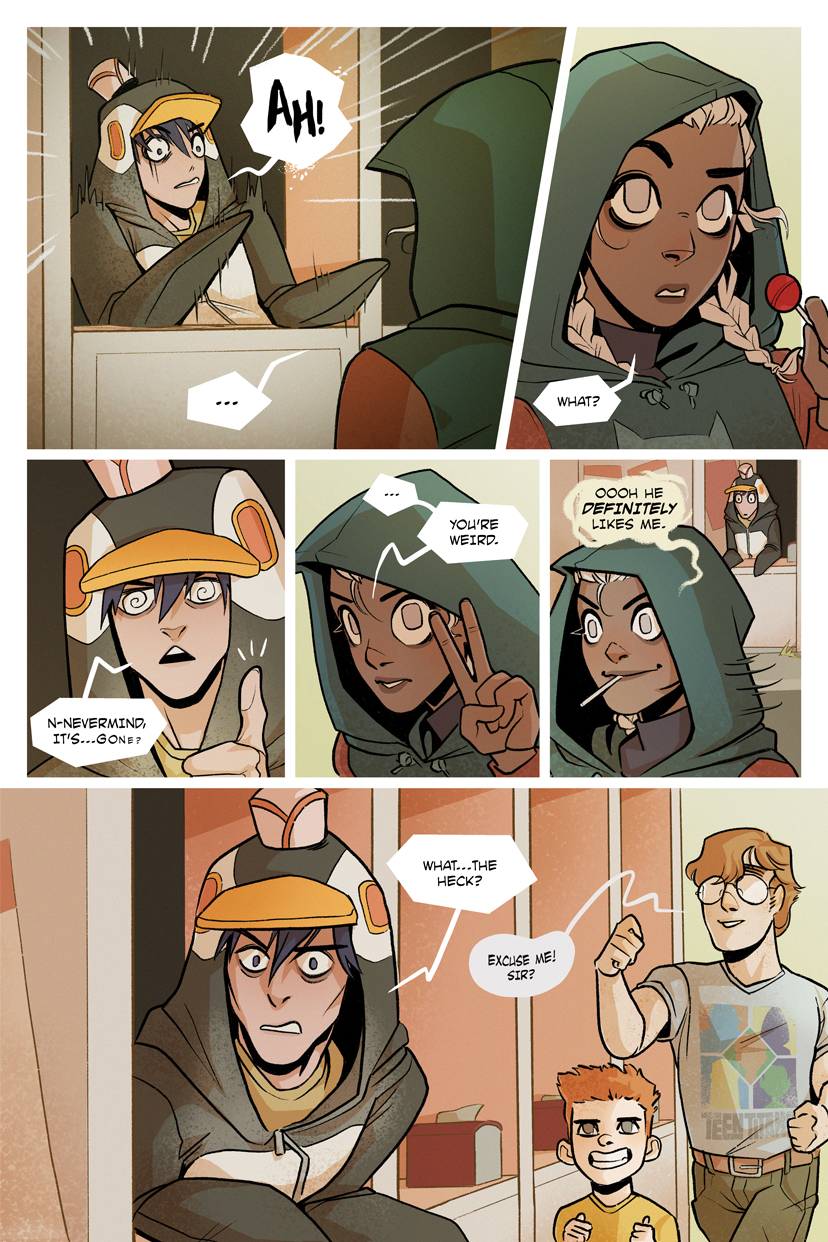 AH!
...
WHAT?
N-NEVERMIND,
IT'S...GONE?
...
YOU'RE
WEIRD.
OOOH HE
DEFINITELY
LIKES ME.
WHAT...THE
HECK?
EXCUSE ME!
SIR?
TEEN TITANS